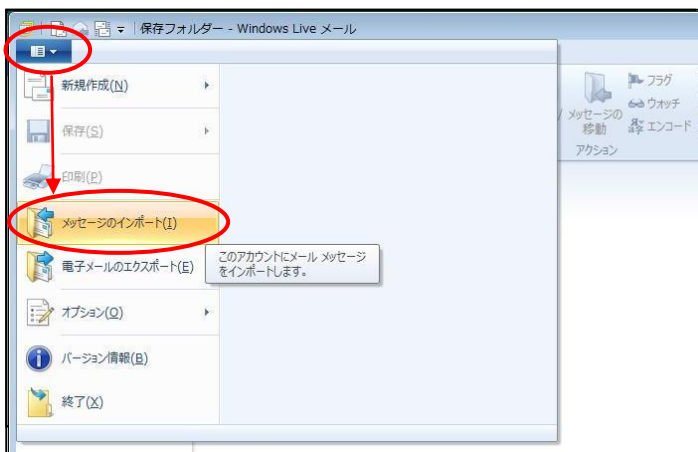 保存フォルダー - Windows Live メール
新規作成(N)
保存(S)
印刷(P)
メッセージのインポート(I)
電子メールのエクスポート(E)
オプション(O)
バージョン情報(B)
終了(X)
このアカウントにメール メッセージ
をインポートします。
メッセージの
移動
フラグ
ウォッチ
エンコード
アクション